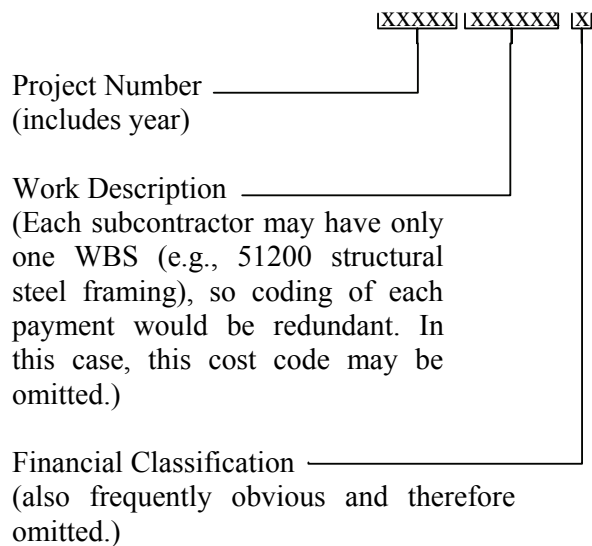 xxxxx xxxxxx x
Project Number
(includes year)
Work Description
(Each subcontractor may have only
one WBS (e.g., 51200 structural
steel framing), so coding of each
payment would be redundant. In
this case, this cost code may be
omitted.)
Financial Classification
(also frequently obvious and therefore
omitted.)